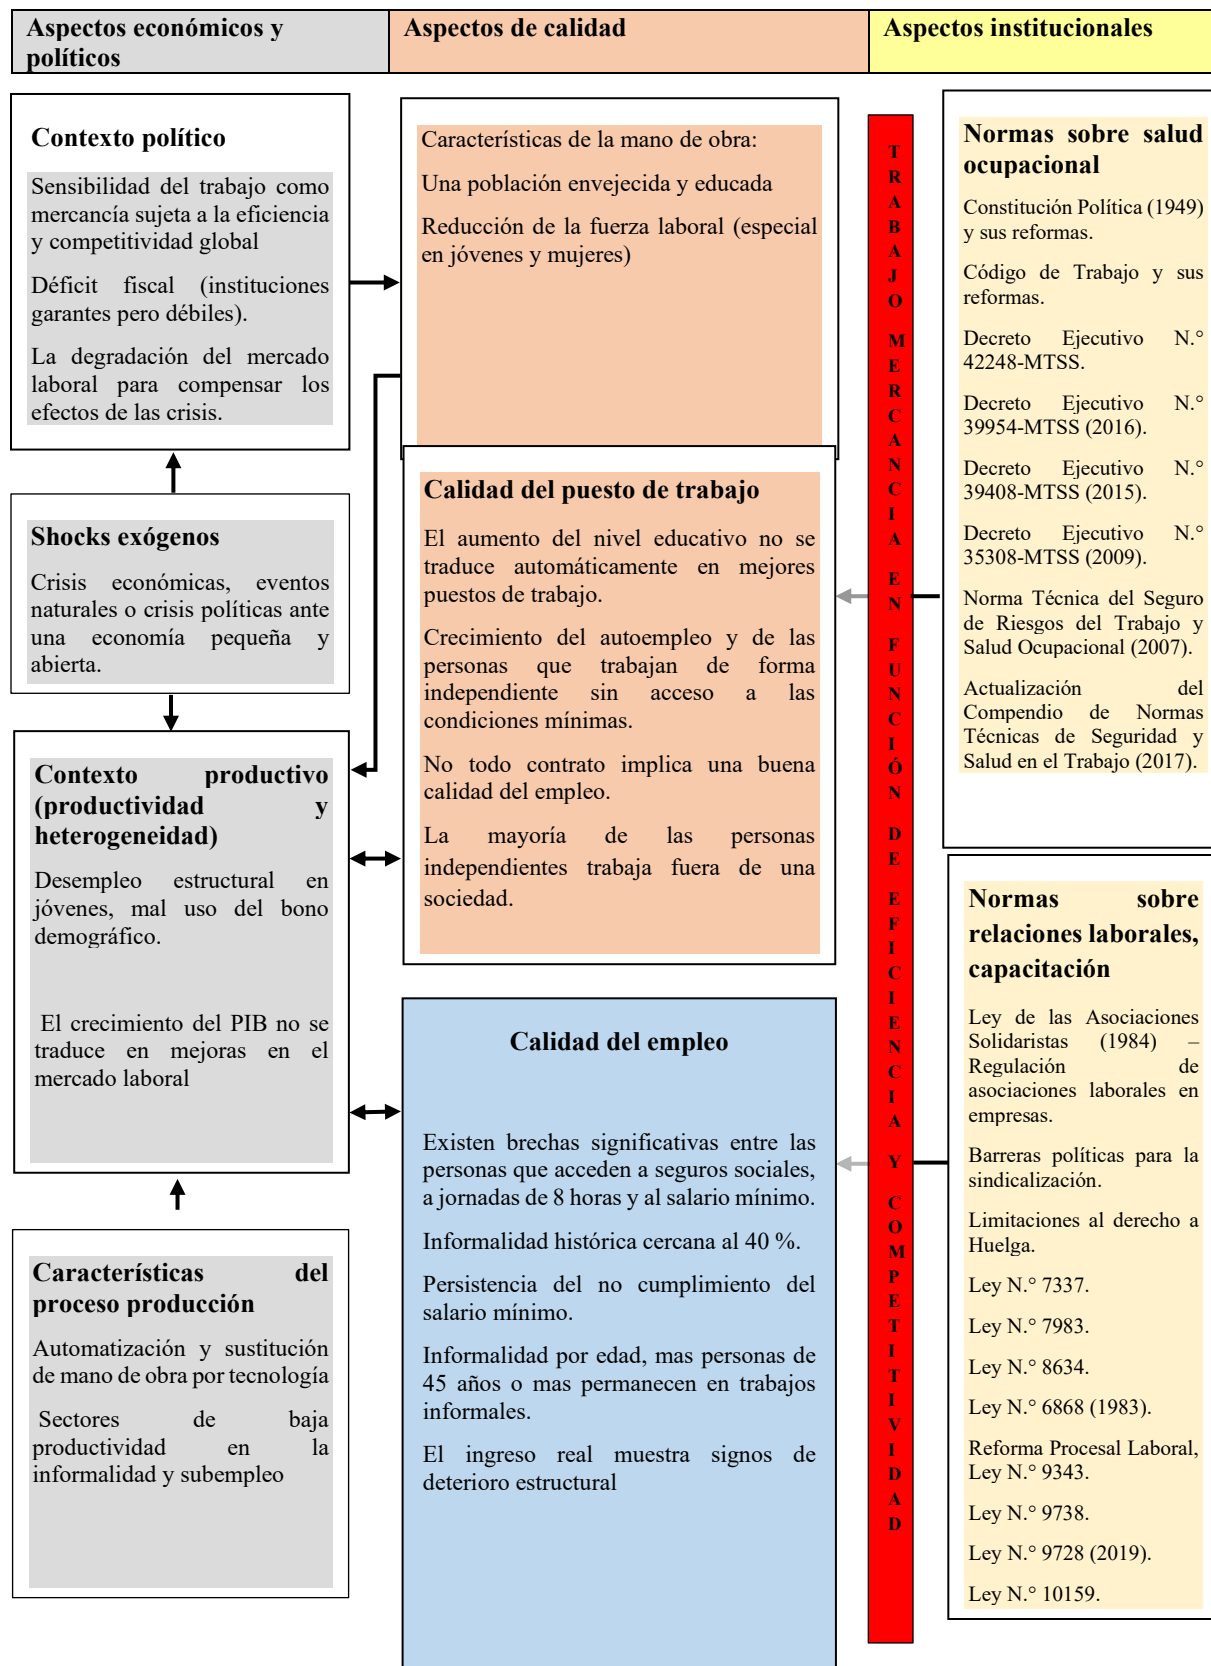 Aspectos económicos y
políticos
Aspectos de calidad
Aspectos institucionales
Contexto político
Sensibilidad del trabajo como
mercancía sujeta a la eficiencia
y competitividad global
Déficit fiscal (instituciones
garantes pero débiles).
La degradación del mercado
laboral para compensar los
efectos de las crisis.
Shocks exógenos
Crisis económicas, eventos
naturales o crisis políticas ante
una economía pequeña y
abierta.
Contexto productivo
(productividad y
heterogeneidad)
Desempleo estructural en
jóvenes, mal uso del bono
demográfico.
El crecimiento del PIB no se
traduce en mejoras en el
mercado laboral
Características del
proceso producción
Automatización y sustitución
de mano de obra por tecnología
Sectores de baja
productividad en la
informalidad y subempleo
Características de la mano de obra:
Una población envejecida y educada
Reducción de la fuerza laboral (especial
en jóvenes y mujeres)
Calidad del puesto de trabajo
El aumento del nivel educativo no se
traduce automáticamente en mejores
puestos de trabajo.
Crecimiento del autoempleo y de las
personas que trabajan de forma
independiente sin acceso a las
condiciones mínimas.
No todo contrato implica una buena
calidad del empleo.
La mayoría de las personas
independientes trabaja fuera de una
sociedad.
Calidad del empleo
Existen brechas significativas entre las
personas que acceden a seguros sociales,
a jornadas de 8 horas y al salario mínimo.
Informalidad histórica cercana al 40 %.
Persistencia del no cumplimiento del
salario mínimo.
Informalidad por edad, mas personas de
45 años o mas permanecen en trabajos
informales.
El ingreso real muestra signos de
deterioro estructural
TRABAJO MERCANCIA EN FUNCIÓN DE EFICIENCIA Y COMPETITIVIDAD
Normas sobre salud
ocupacional
Constitución Política (1949)
y sus reformas.
Código de Trabajo y sus
reformas.
Decreto Ejecutivo N.°
42248-MTSS.
Decreto Ejecutivo N.°
39954-MTSS (2016).
Decreto Ejecutivo N.°
39408-MTSS (2015).
Decreto Ejecutivo N.°
35308-MTSS (2009).
Norma Técnica del Seguro
de Riesgos del Trabajo y
Salud Ocupacional (2007).
Actualización del
Compendio de Normas
Técnicas de Seguridad y
Salud en el Trabajo (2017).
Normas sobre
relaciones laborales,
capacitación
Ley de las Asociaciones
Solidaristas (1984) –
Regulación de
asociaciones laborales en
empresas.
Barreras políticas para la
sindicalización.
Limitaciones al derecho a
Huelga.
Ley N.° 7337.
Ley N.° 7983.
Ley N.° 8634.
Ley N.° 6868 (1983).
Reforma Procesal Laboral,
Ley N.° 9343.
Ley N.° 9738.
Ley N.° 9728 (2019).
Ley N.° 10159.